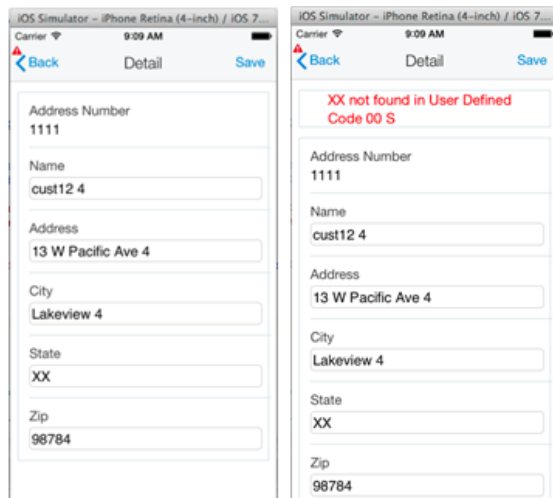 iOS Simulator – iPhone Retina (4-inch) / iOS 7...
Carrier 9:09 AM
Back Detail Save
Address Number
1111
Name
cust12 4
Address
13 W Pacific Ave 4
City
Lakeview 4
State
XX
Zip
98784
iOS Simulator – iPhone Retina (4-inch) / iOS 7...
Carrier 9:09 AM
Back Detail Save
XX not found in User Defined
Code 00 S
Address Number
1111
Name
cust12 4
Address
13 W Pacific Ave 4
City
Lakeview 4
State
XX
Zip
98784